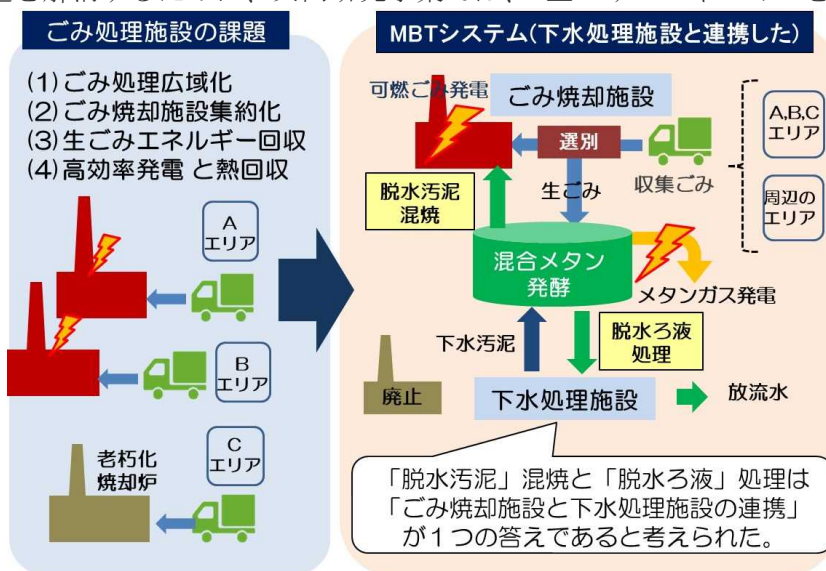 ごみ処理施設の課題
(1)ごみ処理広域化
(2)ごみ焼却施設集約化
(3)生ごみエネルギー回収
(4)高効率発電 と熱回収
A
エリア
B
エリア
C
エリア
老朽化
焼却炉
MBTシステム(下水処理施設と連携した)
可燃ごみ発電
ごみ焼却施設
選別
収集ごみ
A,B,C
エリア
周辺の
エリア
脱水汚泥
混焼
生ごみ
混合メタン
発酵
メタンガス発電
下水汚泥
脱水ろ液
処理
廃止
下水処理施設
放流水
「脱水汚泥」混焼と「脱水ろ液」処理は
「ごみ焼却施設と下水処理施設の連携」
が1つの答えであると考えられた。